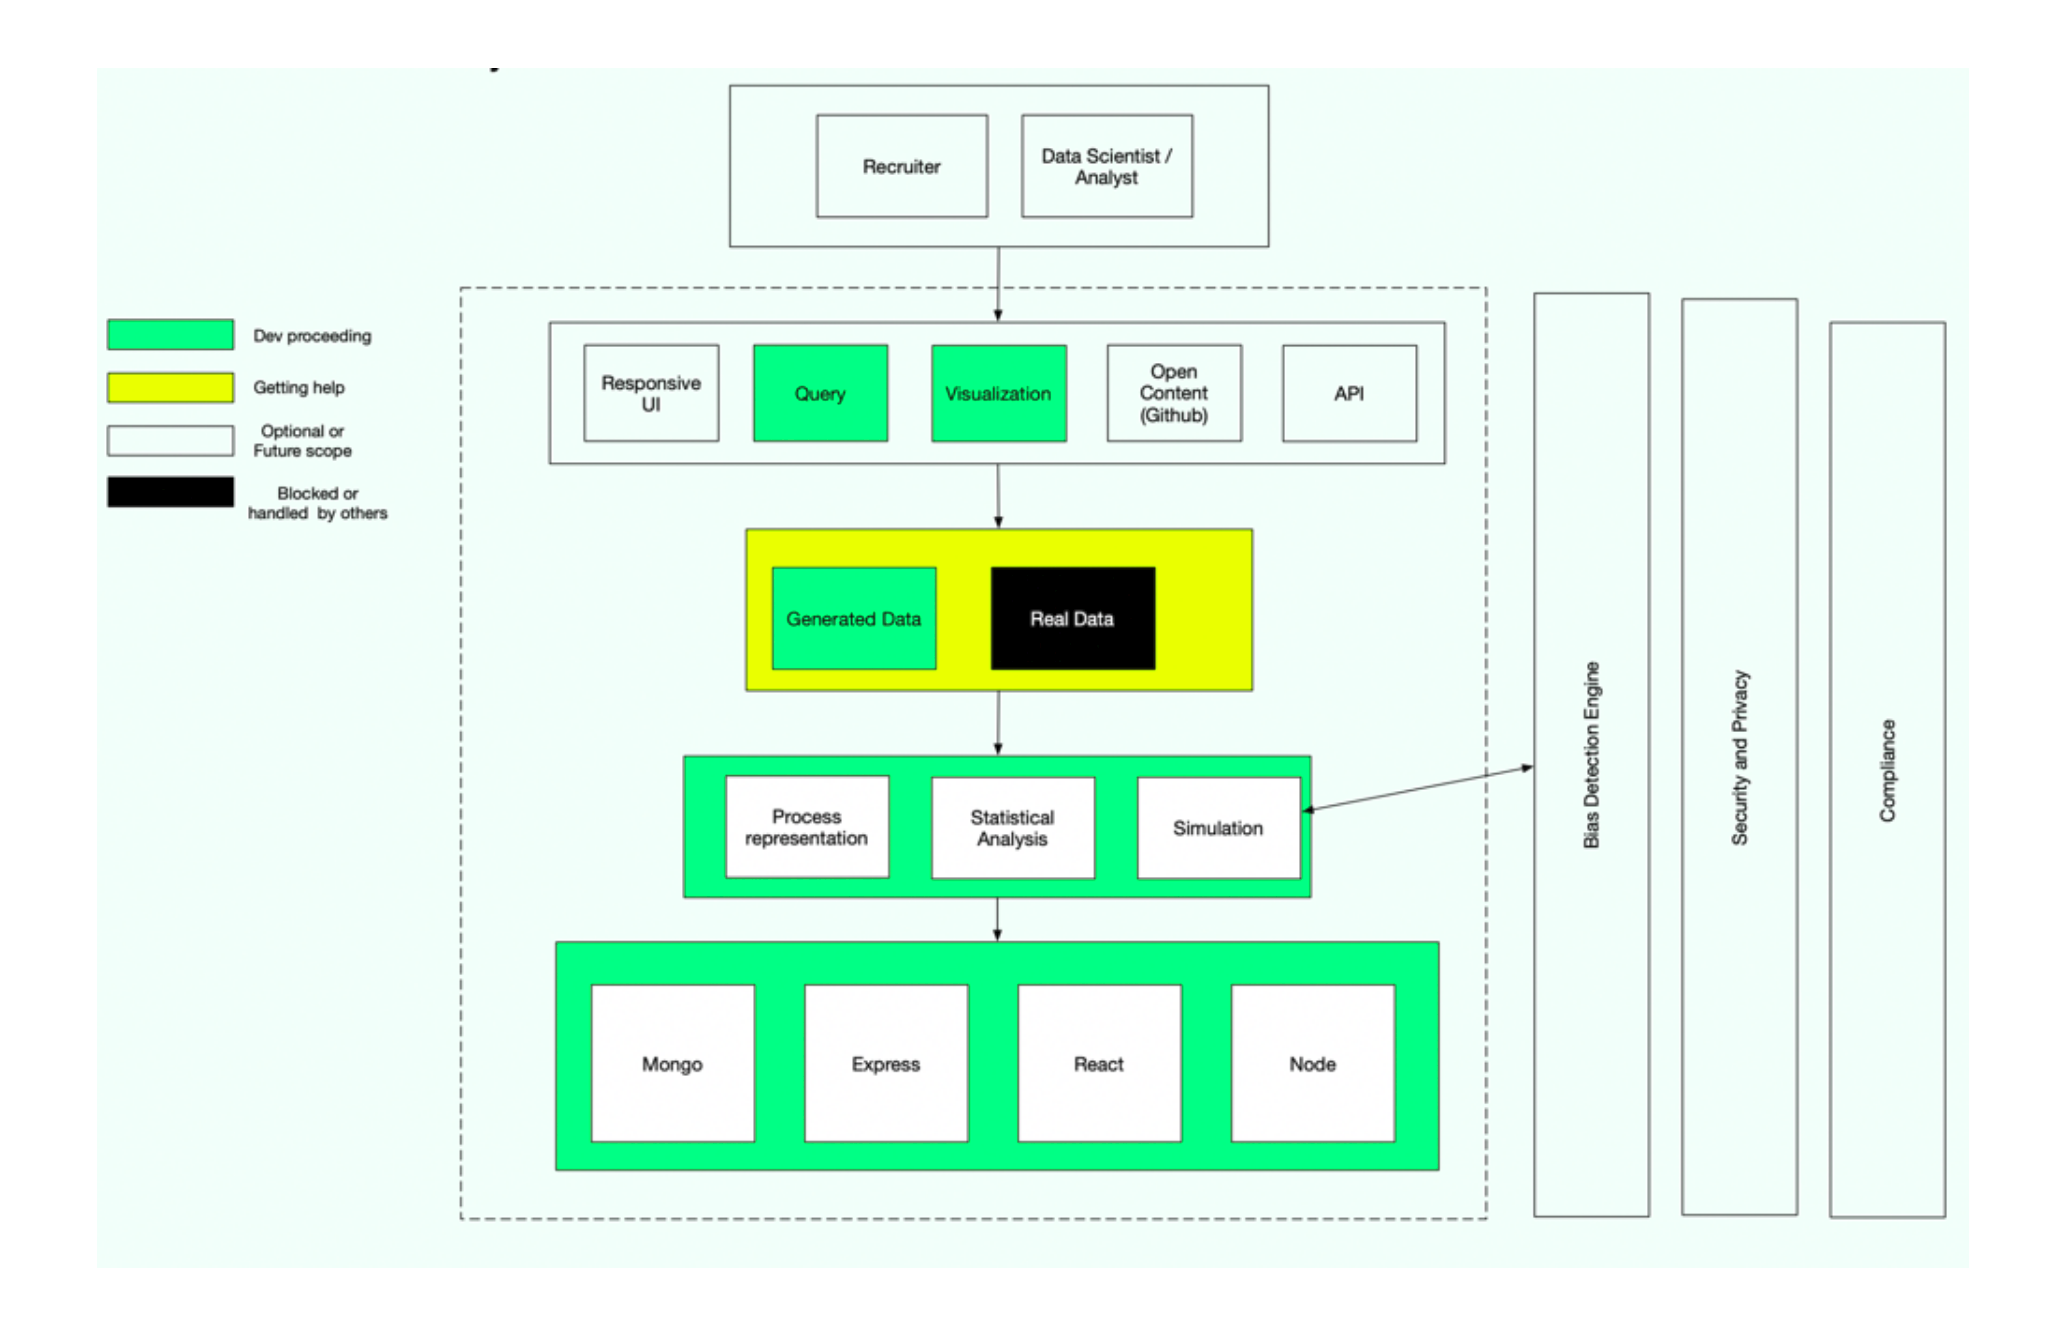 Recruiter
Data Scientist /
Analyst
Dev proceeding
Getting help
Optional or
Future scope
Blocked or
handled by others
Responsive
UI
Query
Visualization
Open
Content
(Github)
API
Generated Data
Real Data
Process
representation
Statistical
Analysis
Simulation
Mongo
Express
React
Node
Bias Detection Engine
Security and Privacy
Compliance